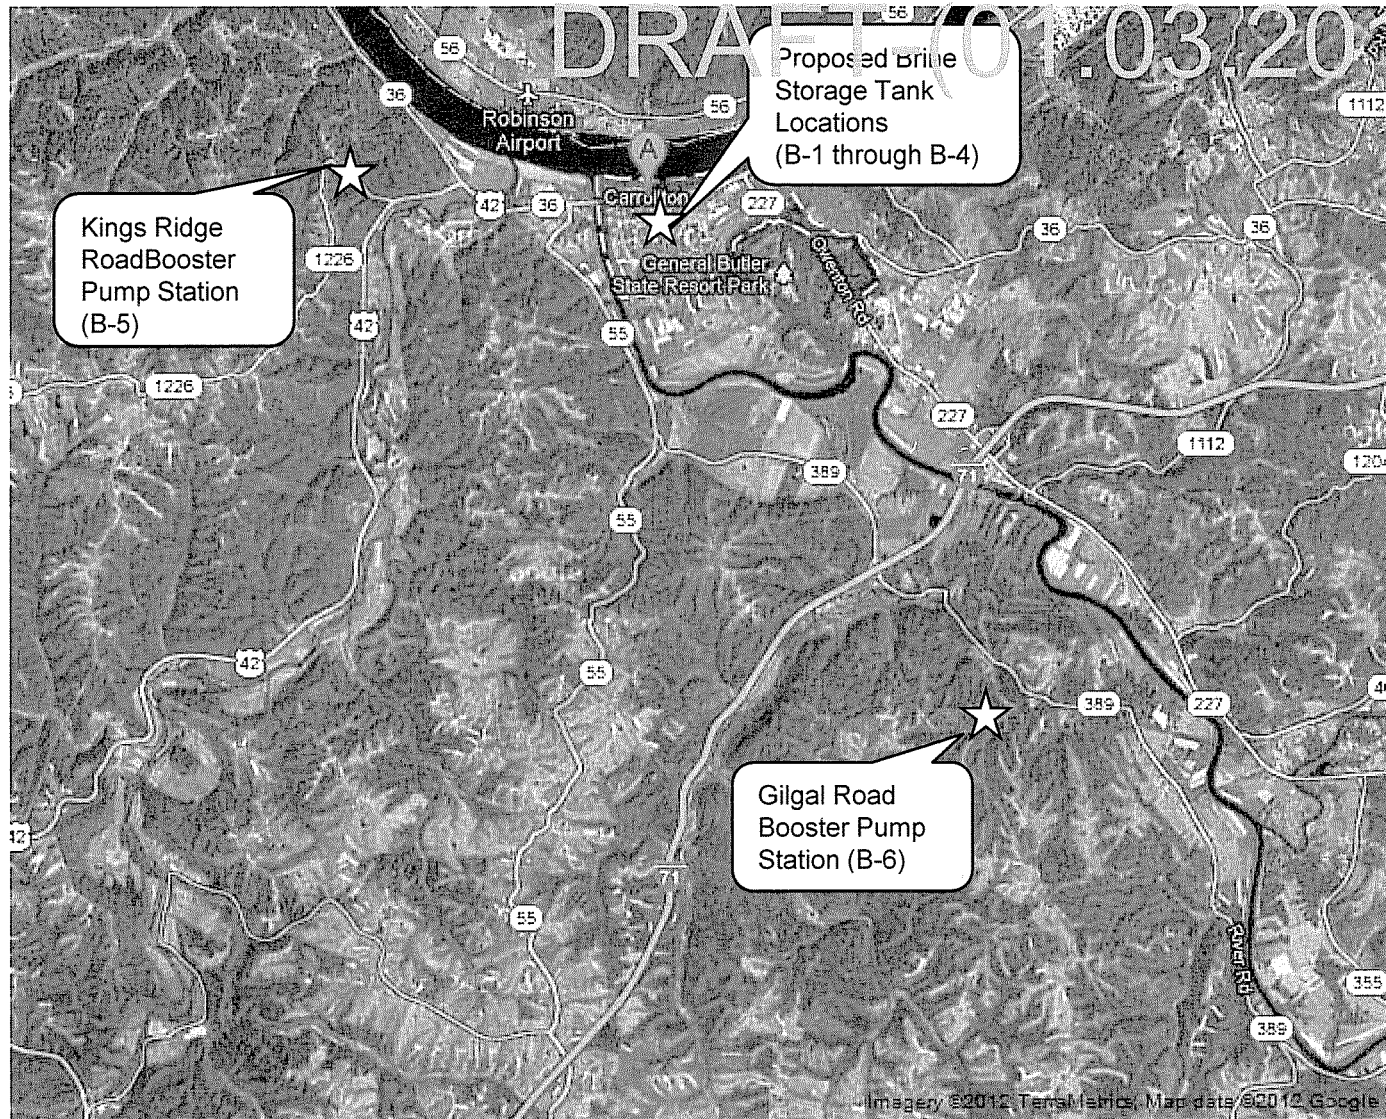 DRAFT (01.03.20
56
56
56
36
1112
Robinson
Airport
A
Proposed Brine
Storage Tank
Locations
(B-1 through B-4)
Carrollton
42
36
227
36
36
Kings Ridge
RoadBooster
Pump Station
(B-5)
1226
General Butler
State Resort Park
42
55
1226
227
1112
71
389
55
42
55
389
227
Gilgal Road
Booster Pump
Station (B-6)
42
71
55
River Rd
355
389
Imagery ©2012 TerraMetrics, Map data ©2012 Google